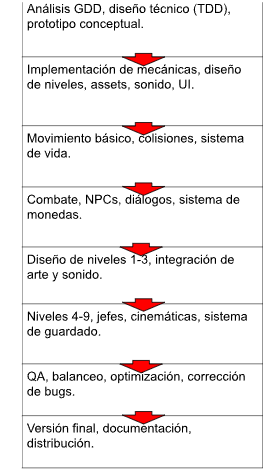 Análisis GDD, diseño técnico (TDD),
prototipo conceptual.
Implementación de mecánicas, diseño
de niveles, assets, sonido, UI.
Movimiento básico, colisiones, sistema
de vida.
Combate, NPCs, diálogos, sistema de
monedas.
Diseño de niveles 1-3, integración de
arte y sonido.
Niveles 4-9, jefes, cinemáticas, sistema
de guardado.
QA, balanceo, optimización, corrección
de bugs.
Versión final, documentación,
distribución.